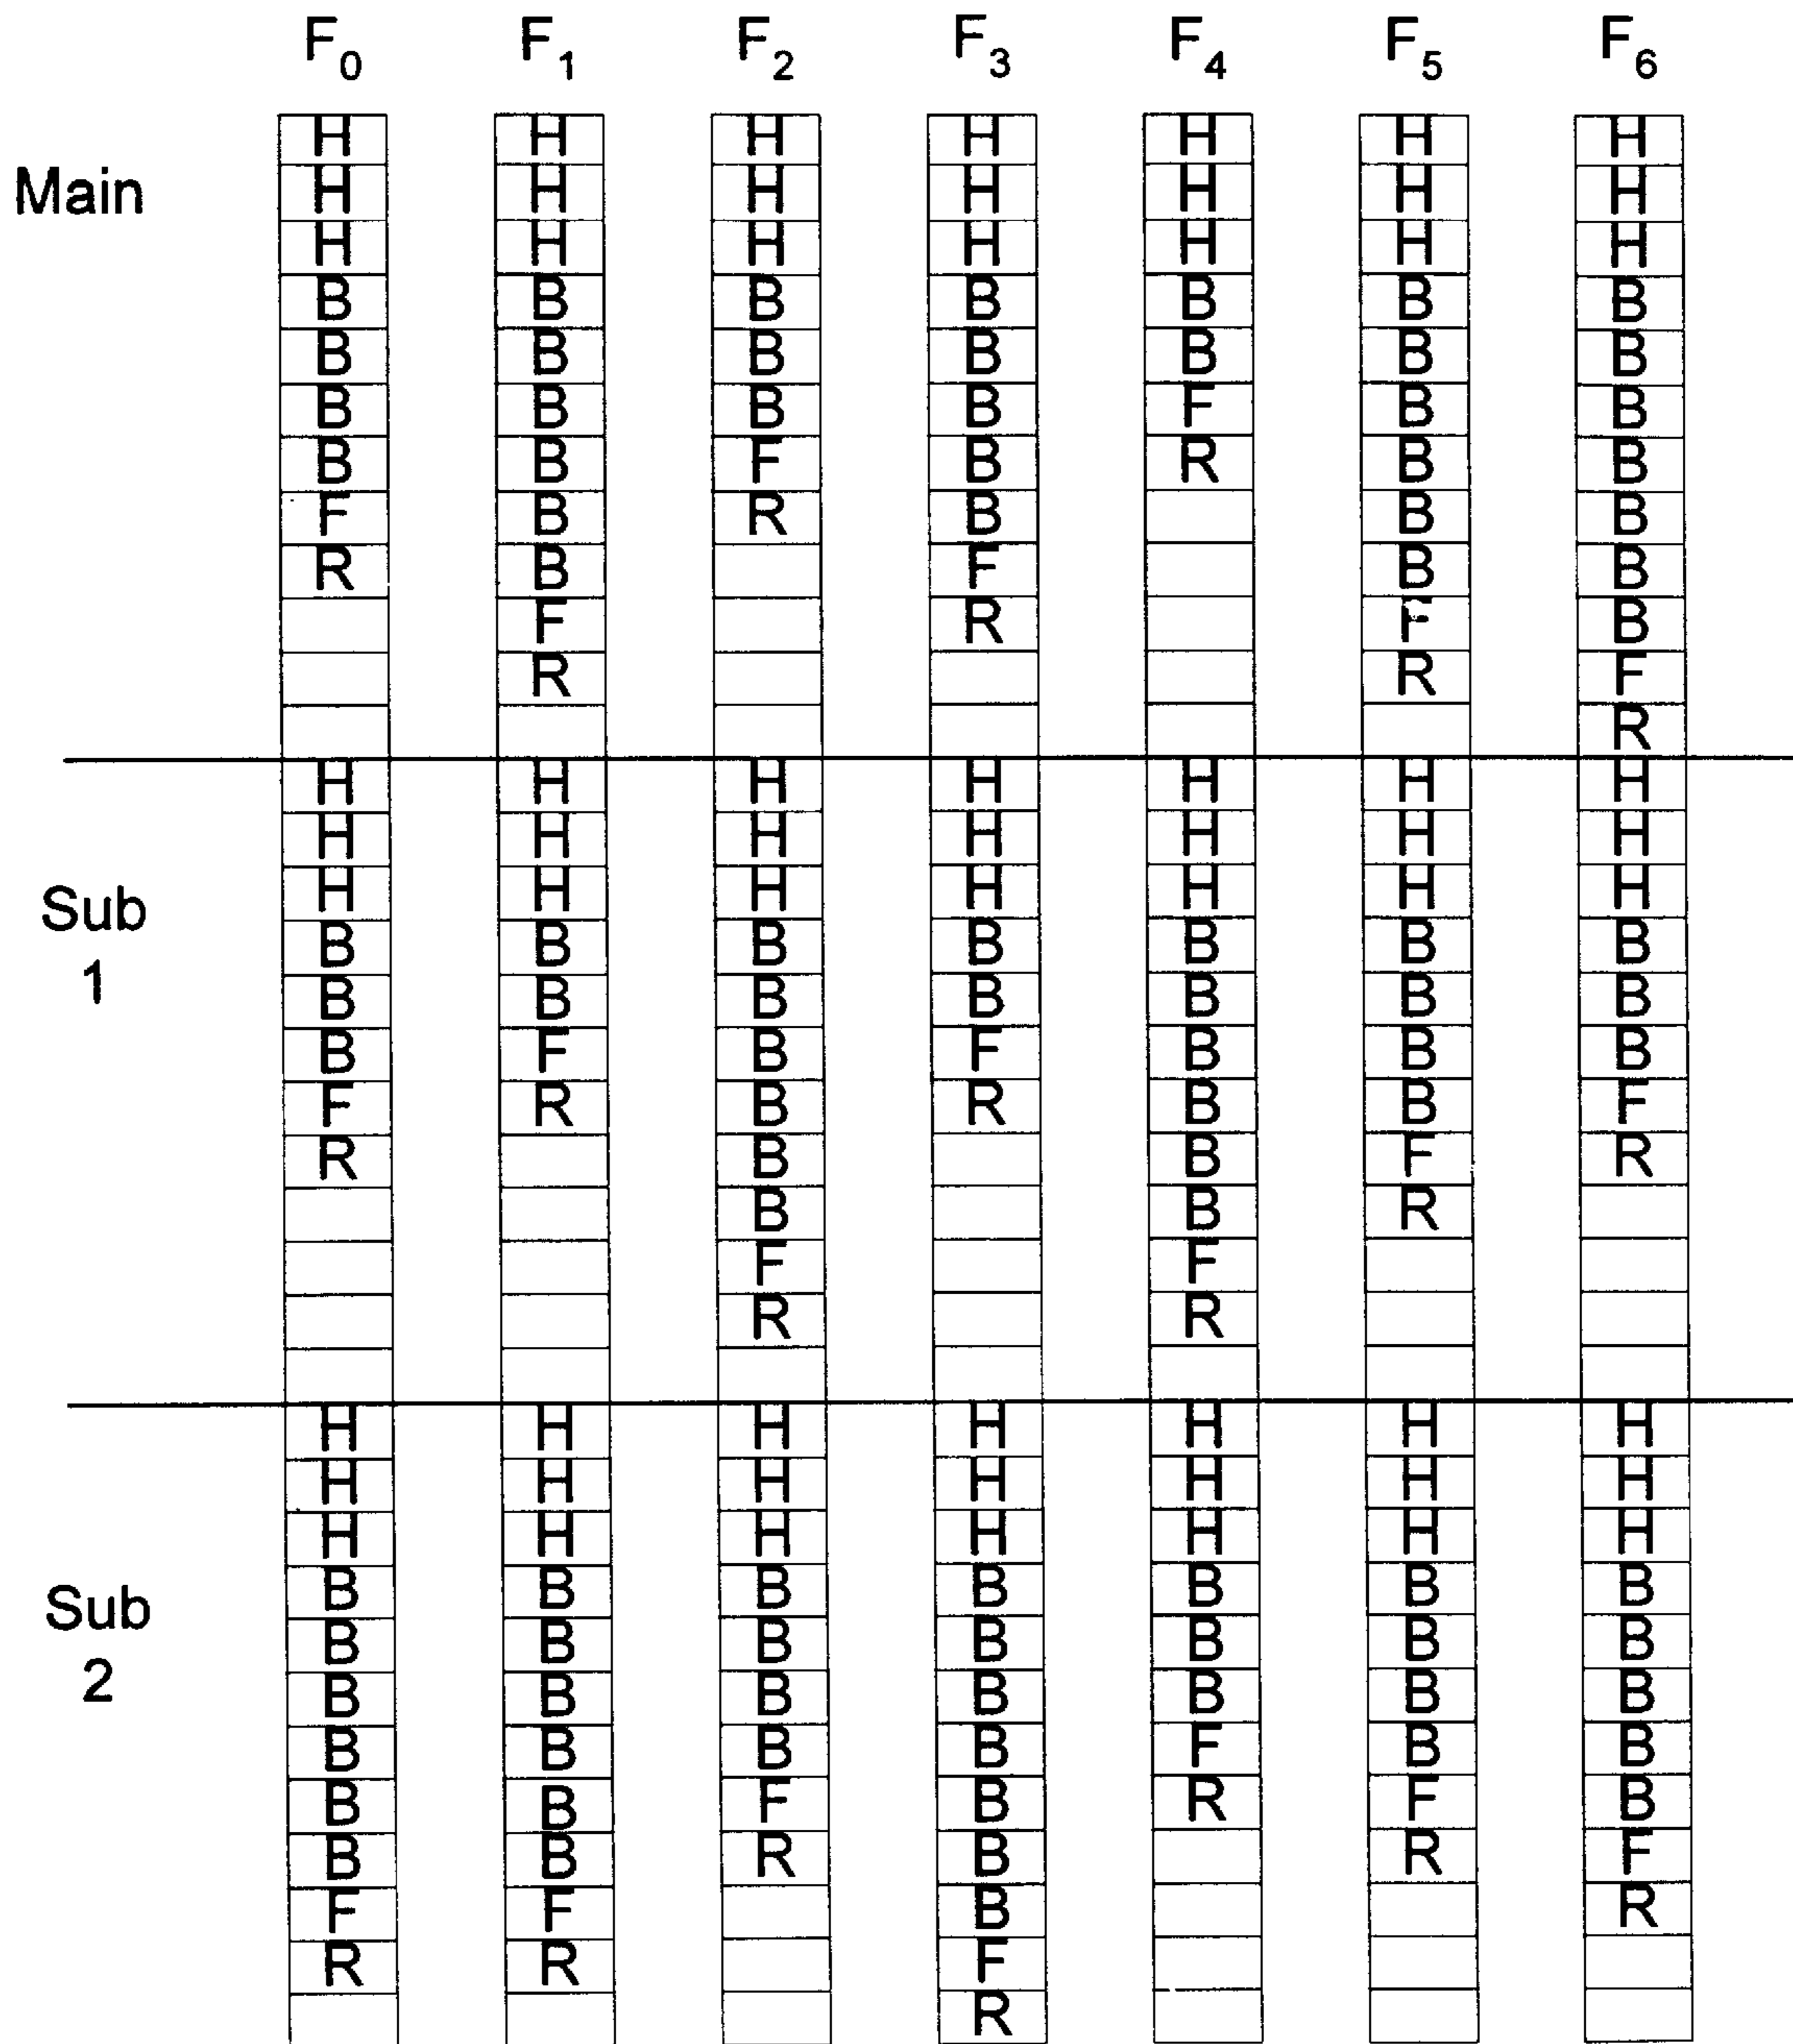 F0 F1 F2 F3 F4 F5 F6
H H H H H H H
Main H H H H H H H
H H H H H H H
B B B B B B B
B B B B B B B
B B B B F B B
B B F B R B B
F B R B B B
R B F B B
F R F B
R R F
R
H H H H H H H
H H H H H H H
Sub H H H H H H H
B B B B B B B
1 B B B B B B B
B F B F B B B
F R B R B B F
R B B F R
B B R
F F
R R
H H H H H H H
H H H H H H H
H H H H H H H
Sub B B B B B B B
B B B B B B B
2 B B B B B B B
B B B B F B B
B B F B R F B
B B R B R F
F F B R
R R F
R